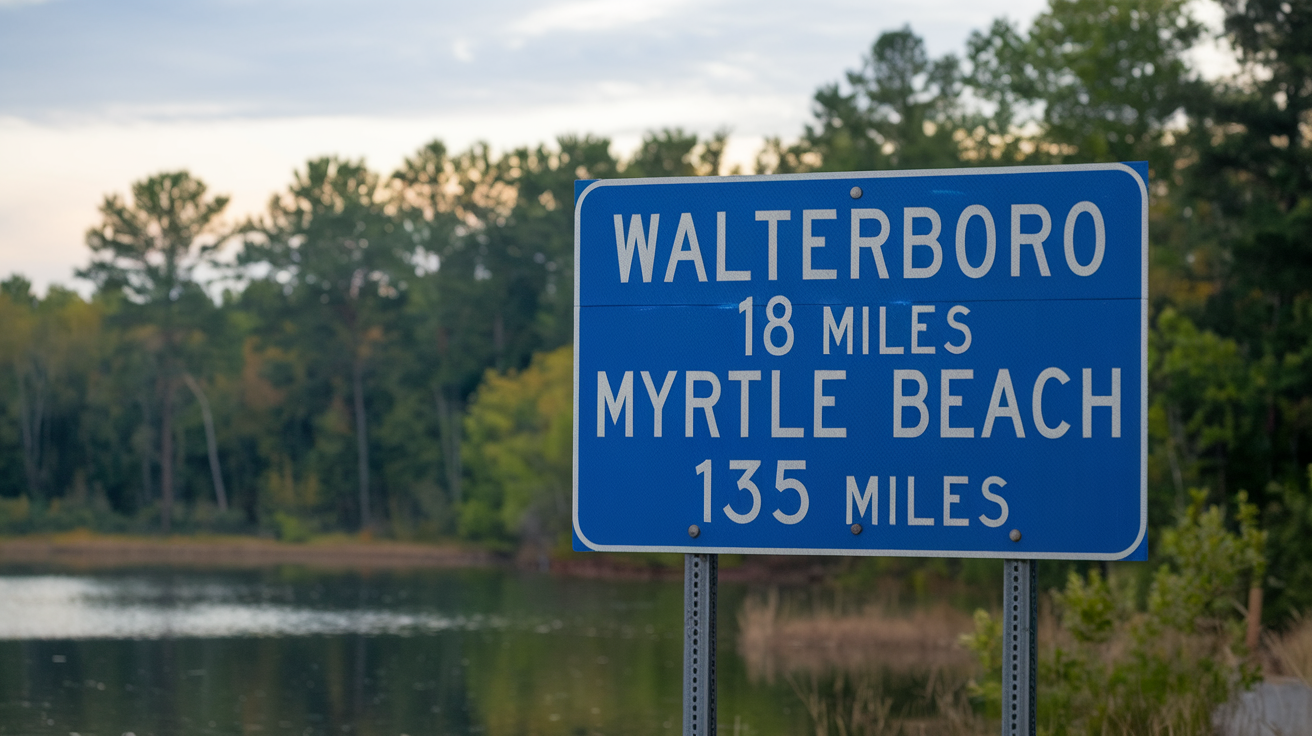 WALTERBORO
18 MILES
MYRTLE BEACH
135 MILES